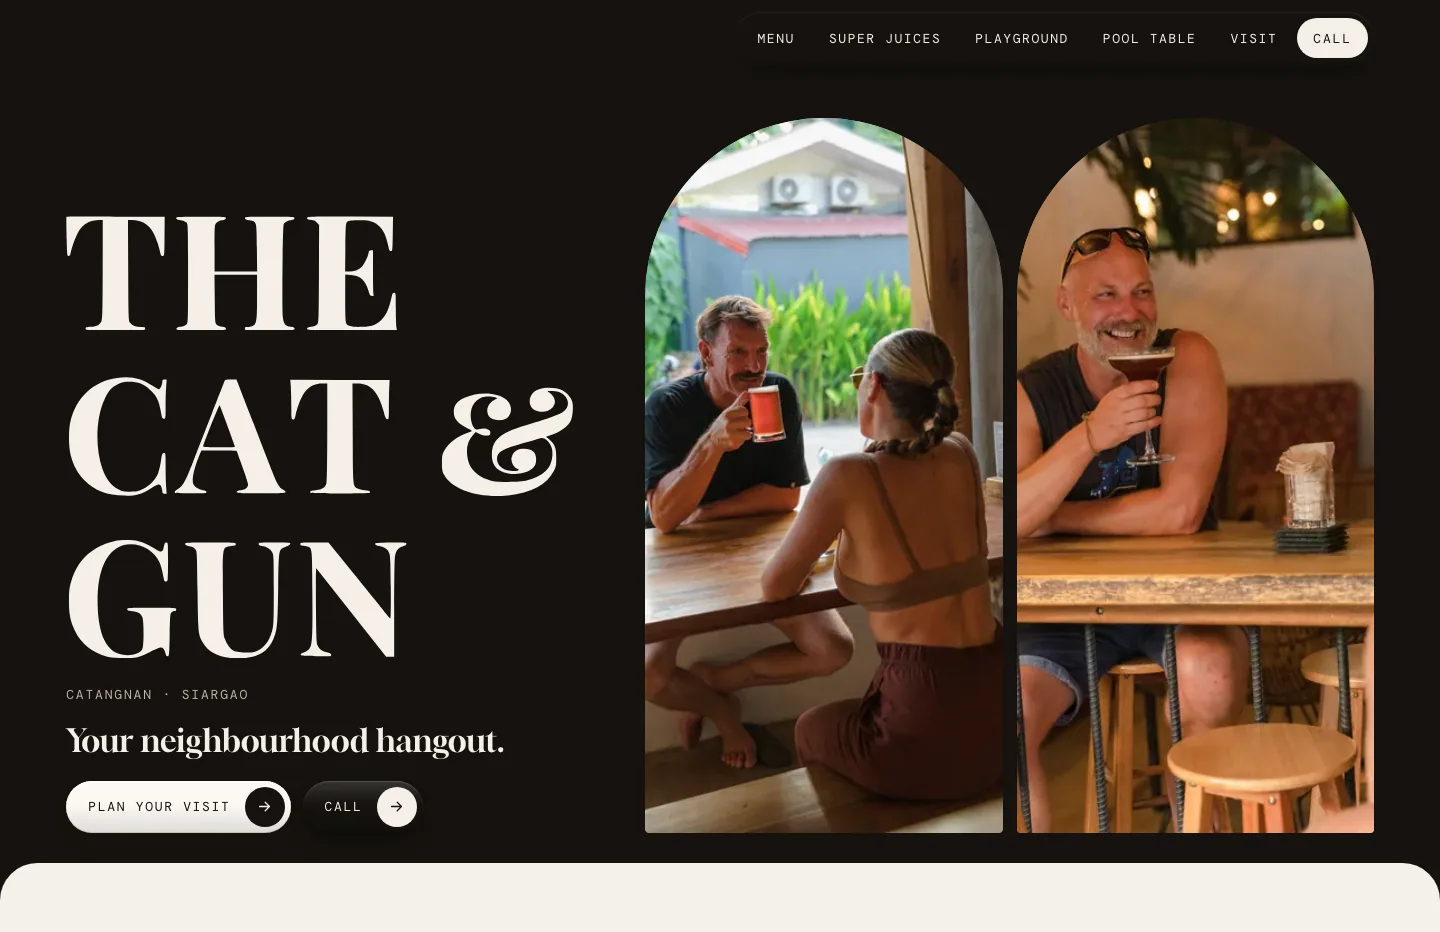 MENU SUPER JUICES PLAYGROUND POOL TABLE VISIT CALL
THE
CAT &
GUN
CATANGNAN · SIARGAO
Your neighbourhood hangout.
PLAN YOUR VISIT → CALL →